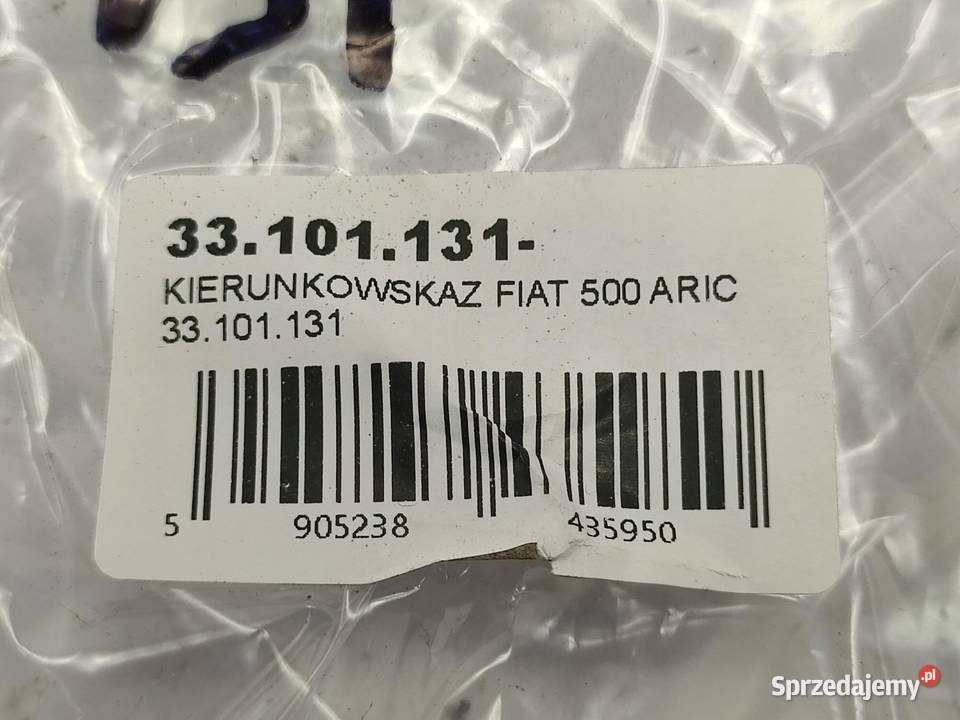 33.101.131-
KIERUNKOWSKAZ FIAT 500 ARIC
33.101.131
5 905238 435950
Sprzedajemy.pl